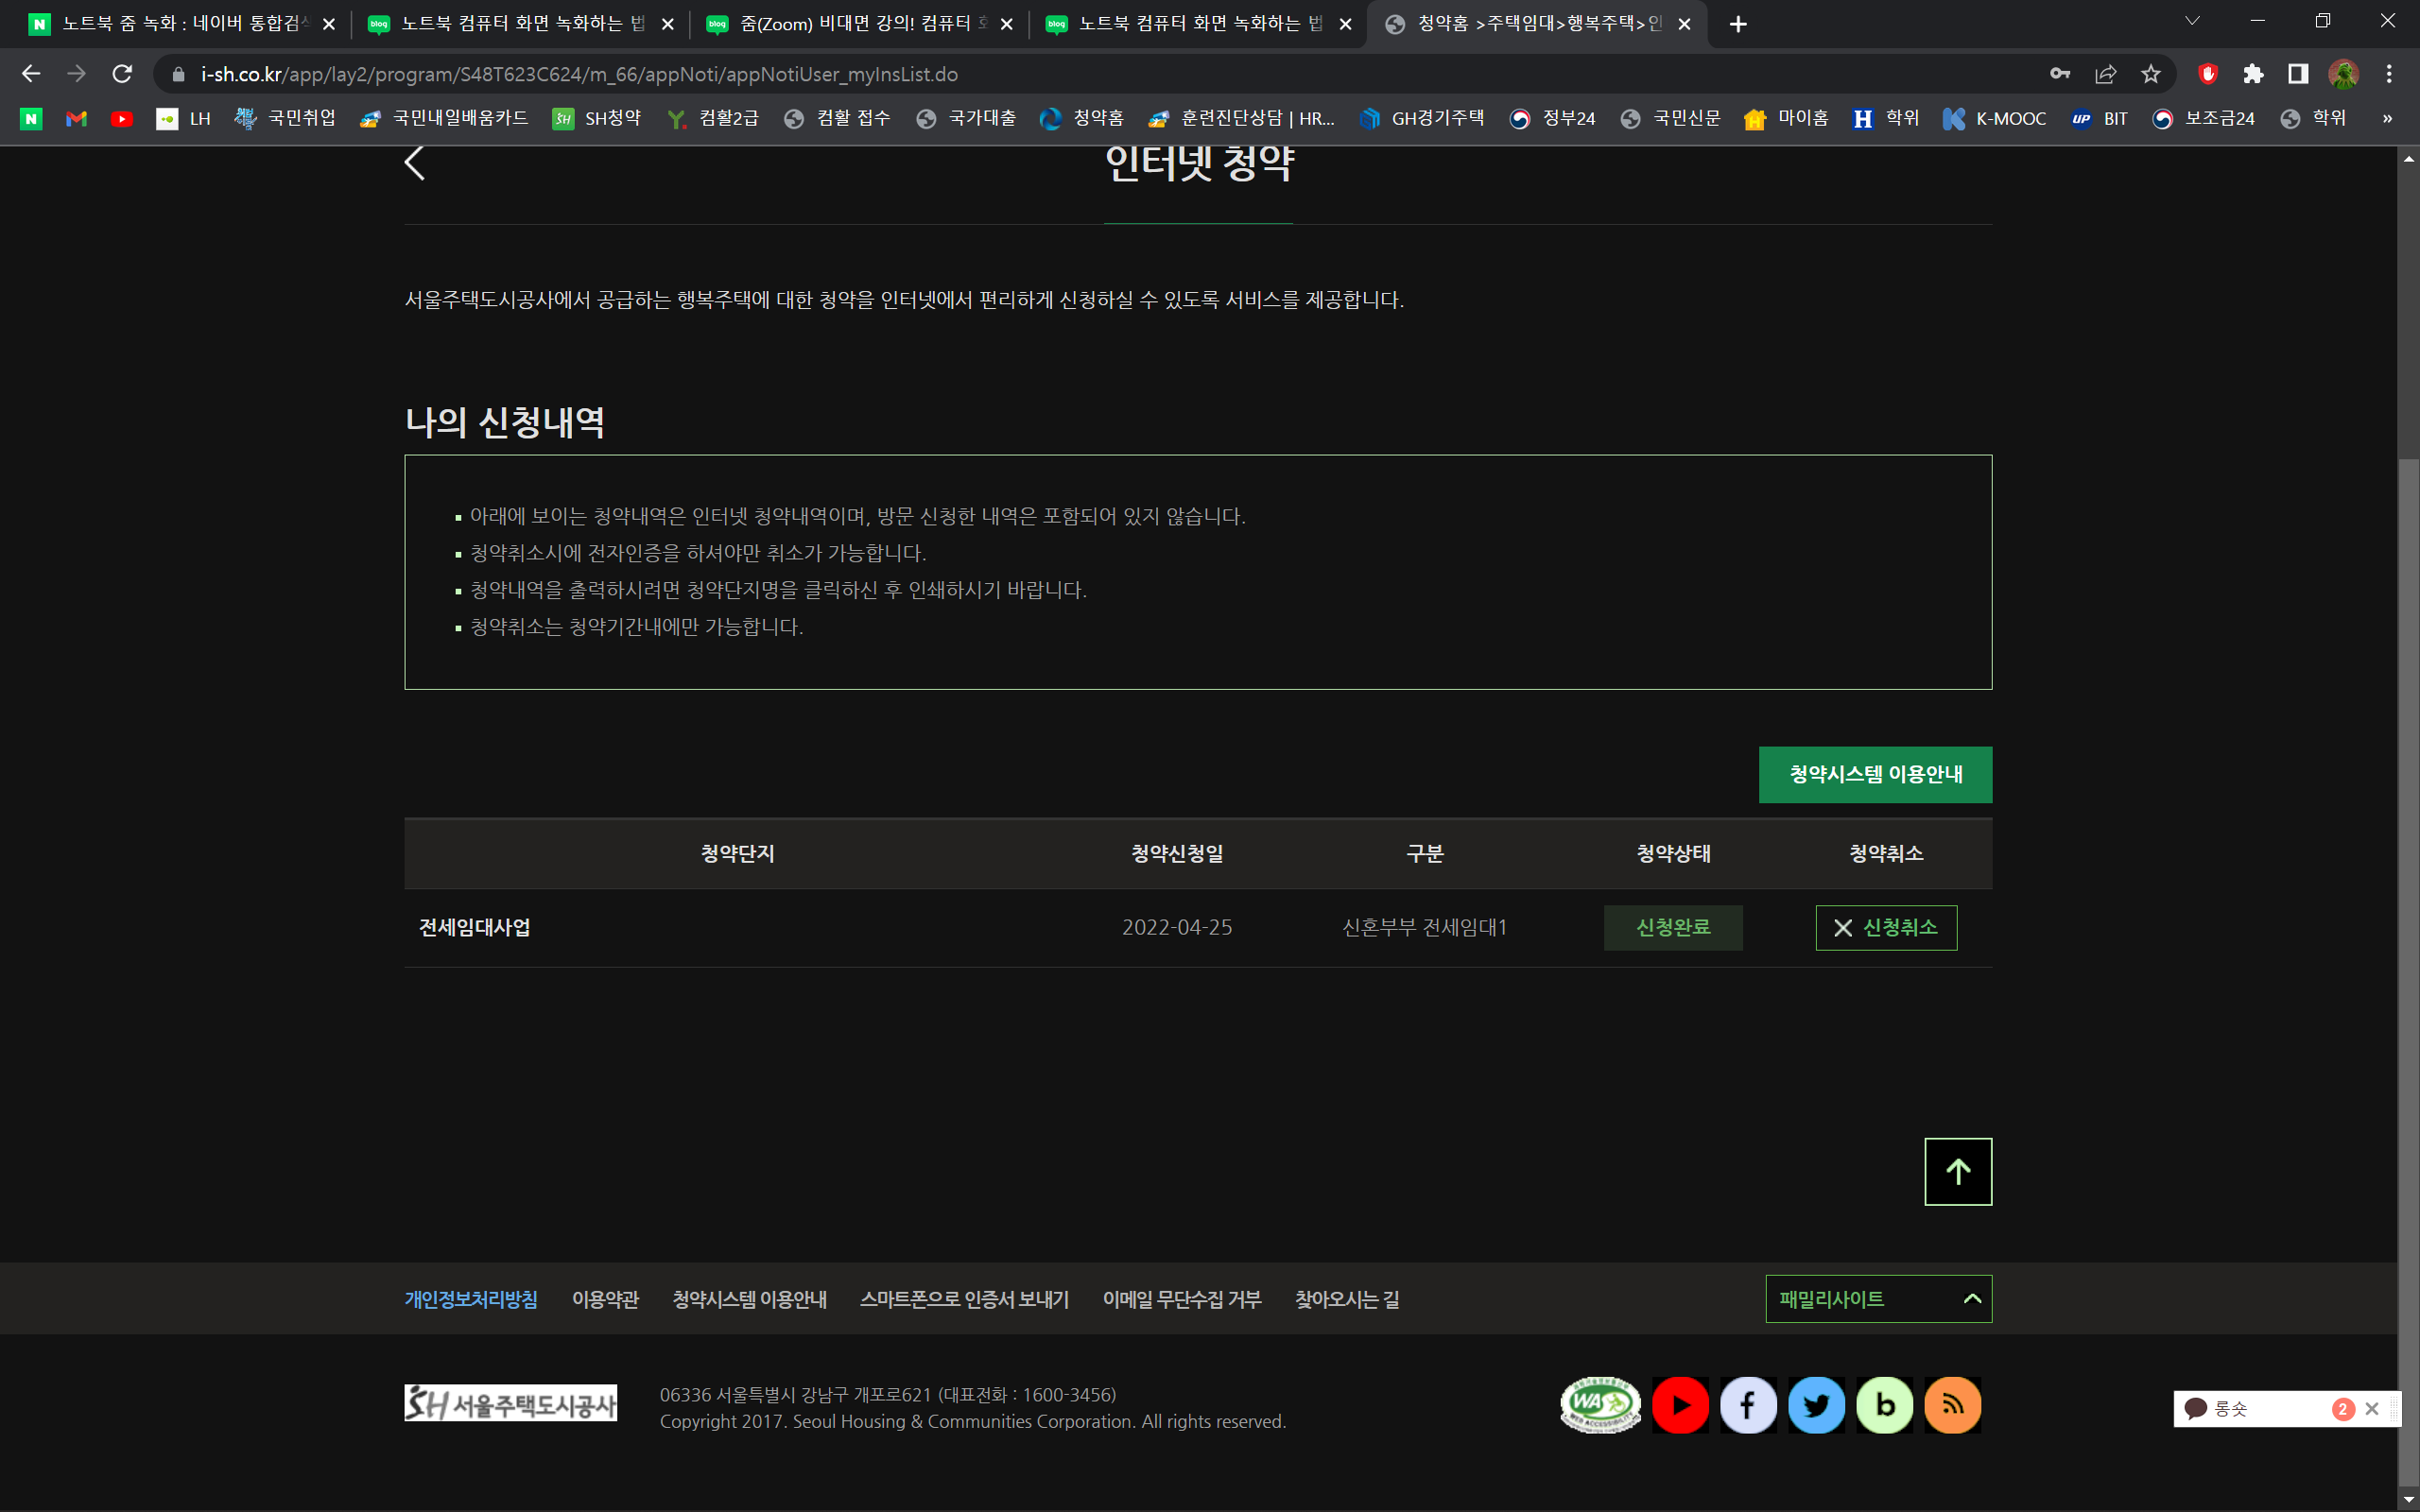 노트북 줌 녹화 : 네이버 통합검색
노트북 컴퓨터 화면 녹화하는 법
줌(Zoom) 비대면 강의! 컴퓨터 화
노트북 컴퓨터 화면 녹화하는 법
청약홈 >주택임대>행복주택>인
i-sh.co.kr/app/lay2/program/S48T623C624/m_66/appNoti/appNotiUser_myInsList.do
LH 국민취업 국민내일배움카드 SH청약 컴활2급 컴활 접수 국가대출 청약홈 훈련진단상담 | HR... GH경기주택 정부24 국민신문 마이홈 학위 K-MOOC BIT 보조금24 학위 »
인터넷 청약
서울주택도시공사에서 공급하는 행복주택에 대한 청약을 인터넷에서 편리하게 신청하실 수 있도록 서비스를 제공합니다.
나의 신청내역
아래에 보이는 청약내역은 인터넷 청약내역이며, 방문 신청한 내역은 포함되어 있지 않습니다.
청약취소시에 전자인증을 하셔야만 취소가 가능합니다.
청약내역을 출력하시려면 청약단지명을 클릭하신 후 인쇄하시기 바랍니다.
청약취소는 청약기간내에만 가능합니다.
청약시스템 이용안내
청약단지 청약신청일 구분 청약상태 청약취소
전세임대사업 2022-04-25 신혼부부 전세임대1 신청완료 신청취소
개인정보처리방침 이용약관 청약시스템 이용안내 스마트폰으로 인증서 보내기 이메일 무단수집 거부 찾아오시는 길 패밀리사이트
SH 서울주택도시공사
06336 서울특별시 강남구 개포로621 (대표전화 : 1600-3456)
Copyright 2017. Seoul Housing & Communities Corporation. All rights reserved.
WA
WEB ACCESSIBILITY
롱숏 2